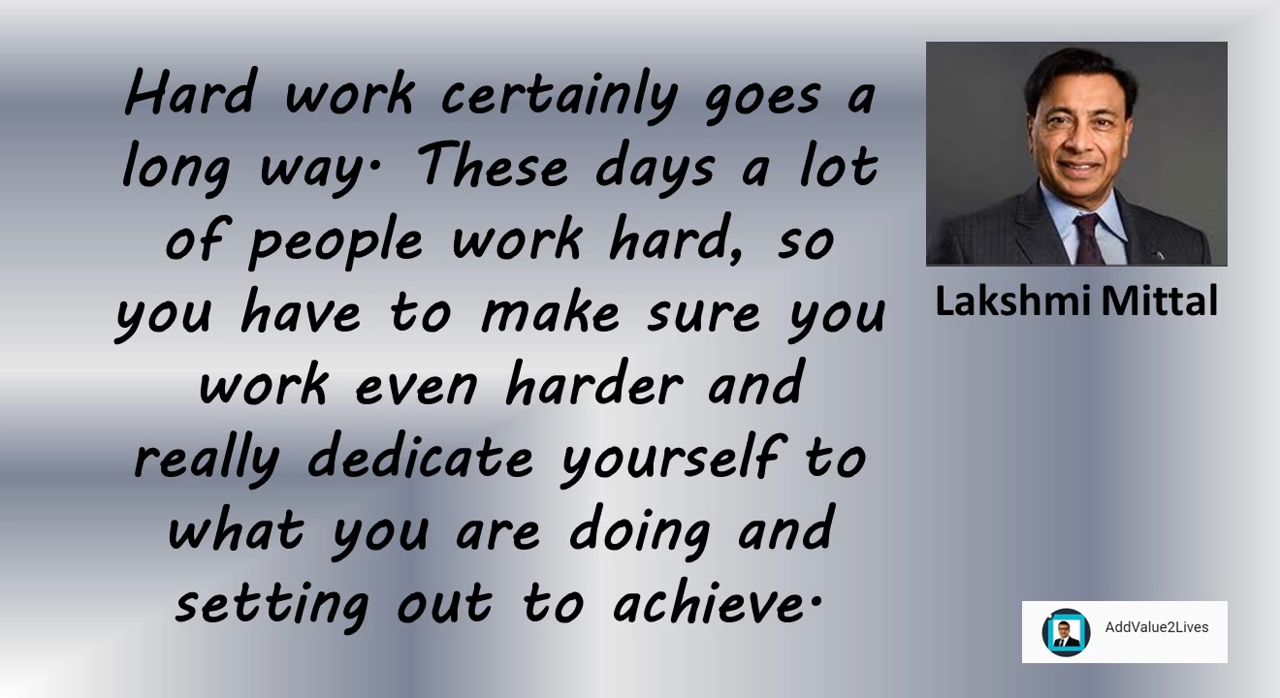 Hard work certainly goes a
long way. These days a lot
of people work hard, so
you have to make sure you
work even harder and
really dedicate yourself to
what you are doing and
setting out to achieve.
Lakshmi Mittal
AddValue2Lives